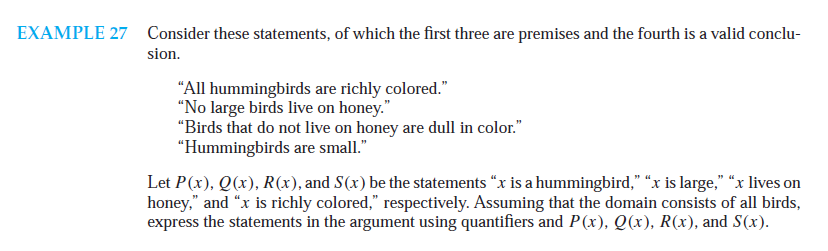 EXAMPLE 27 Consider these statements, of which the first three are premises and the fourth is a valid conclu-
sion.
“All hummingbirds are richly colored.”
“No large birds live on honey.”
“Birds that do not live on honey are dull in color.”
“Hummingbirds are small.”
Let P(x), Q(x), R(x), and S(x) be the statements “x is a hummingbird,” “x is large,” “x lives on
honey,” and “x is richly colored,” respectively. Assuming that the domain consists of all birds,
express the statements in the argument using quantifiers and P(x), Q(x), R(x), and S(x).